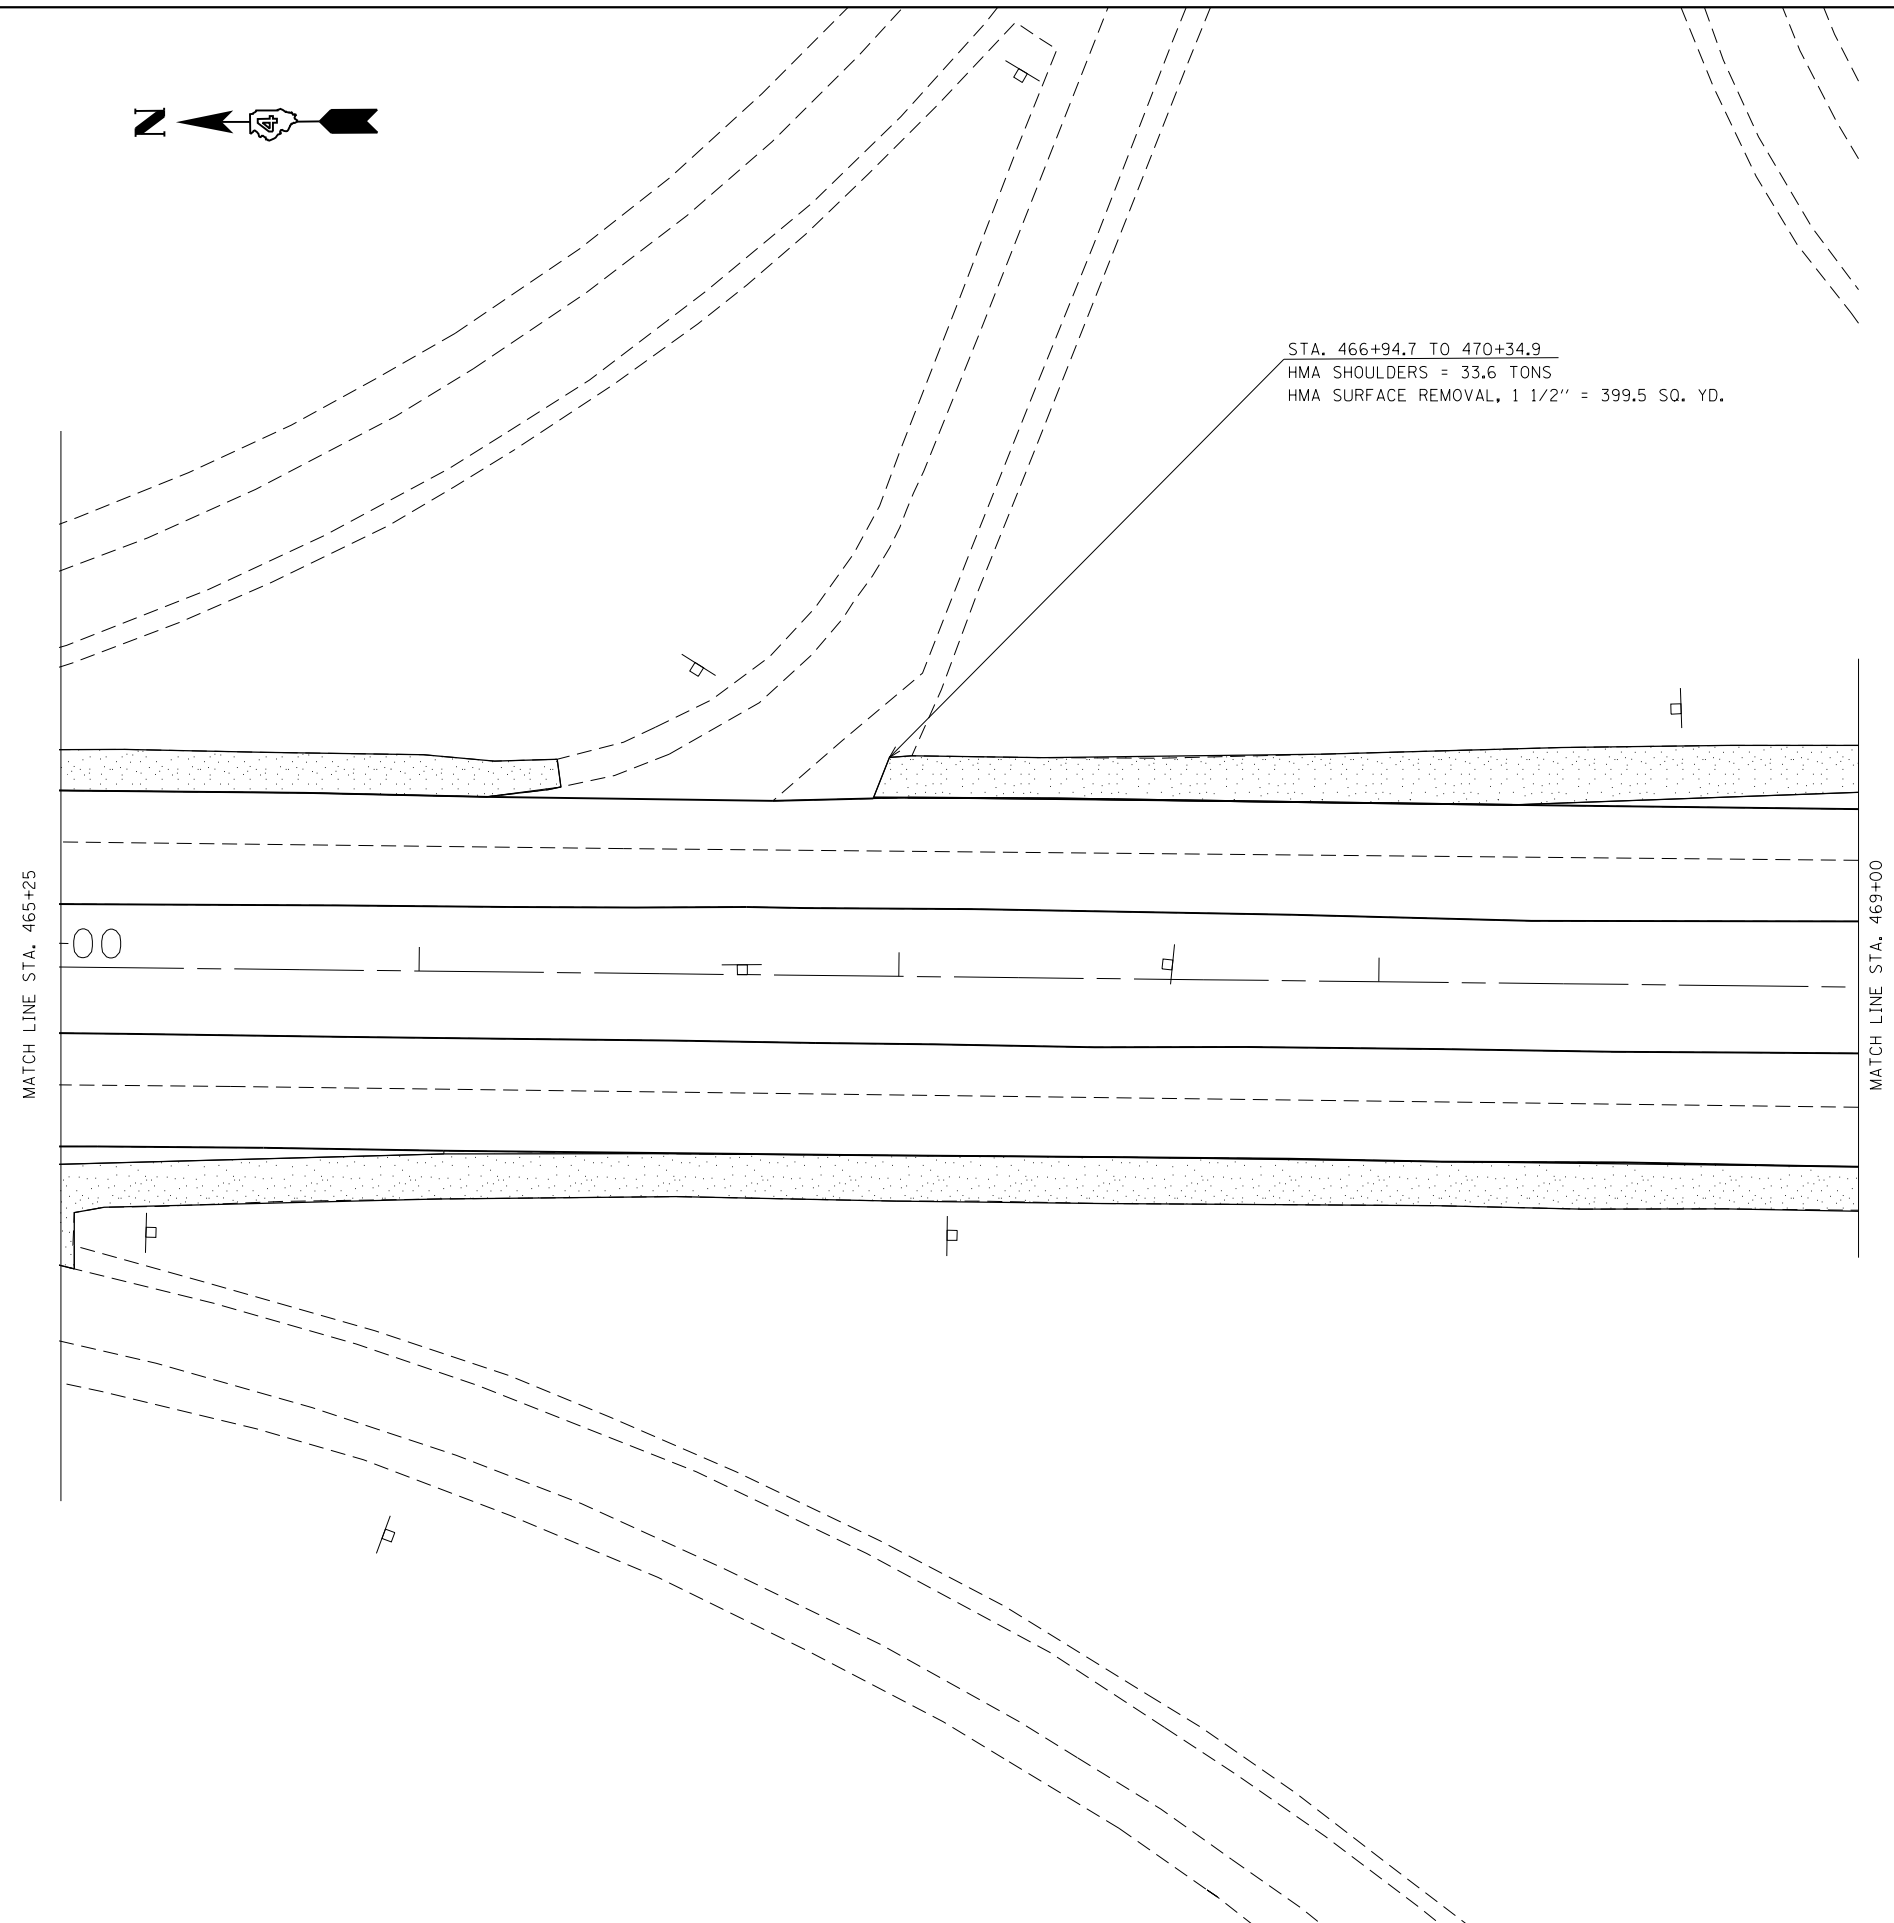 N
4
STA. 466+94.7 TO 470+34.9
HMA SHOULDERS = 33.6 TONS
HMA SURFACE REMOVAL, 1 1/2" = 399.5 SQ. YD.
MATCH LINE STA. 465+25
00
MATCH LINE STA. 469+00